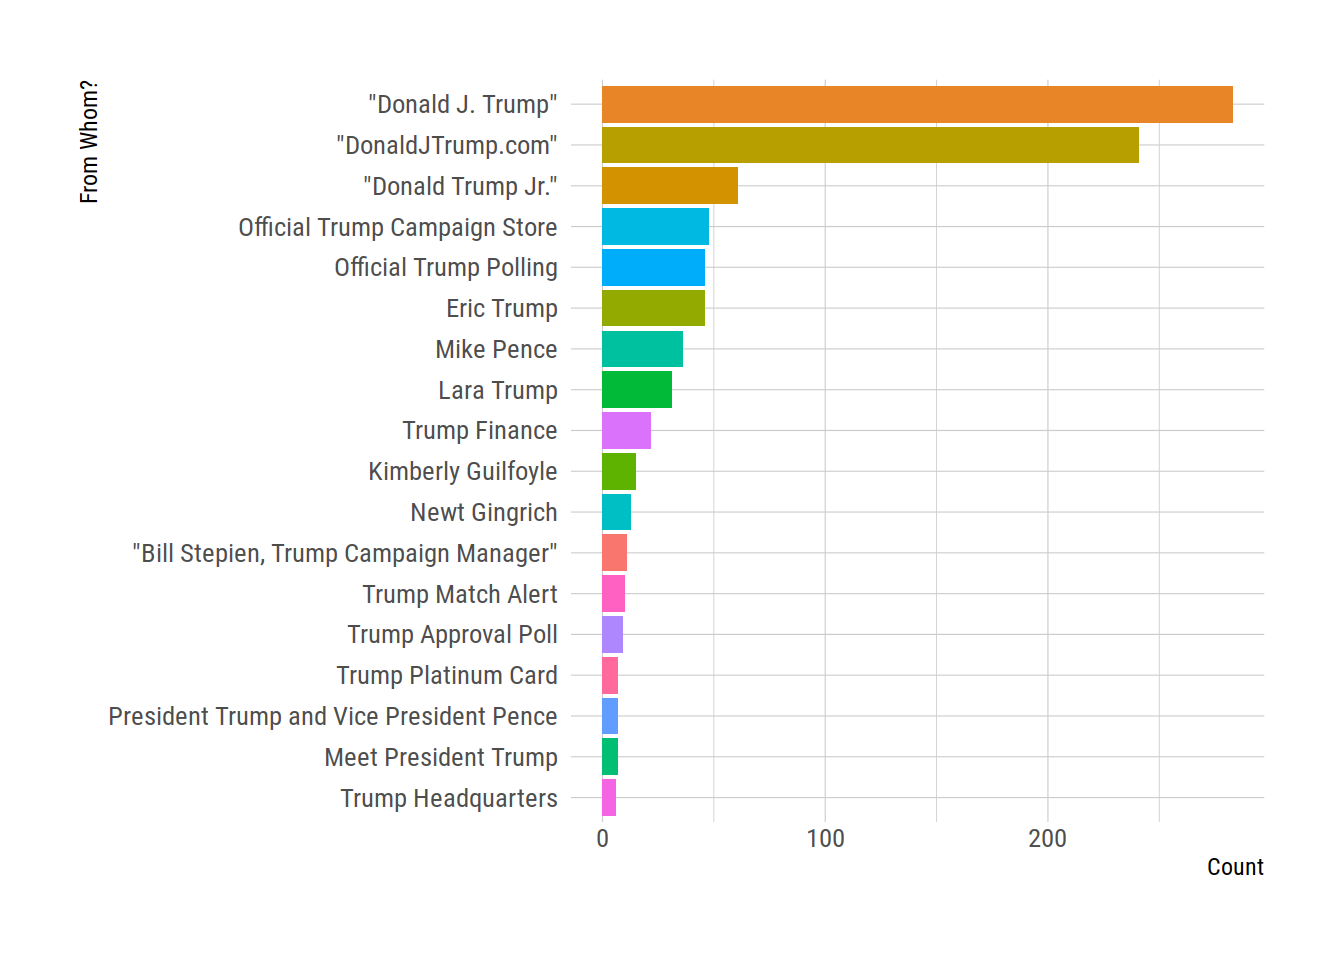 From Whom?
"Donald J. Trump"
"DonaldJTrump.com"
"Donald Trump Jr."
Official Trump Campaign Store
Official Trump Polling
Eric Trump
Mike Pence
Lara Trump
Trump Finance
Kimberly Guilfoyle
Newt Gingrich
"Bill Stepien, Trump Campaign Manager"
Trump Match Alert
Trump Approval Poll
Trump Platinum Card
President Trump and Vice President Pence
Meet President Trump
Trump Headquarters
0 100 200
Count